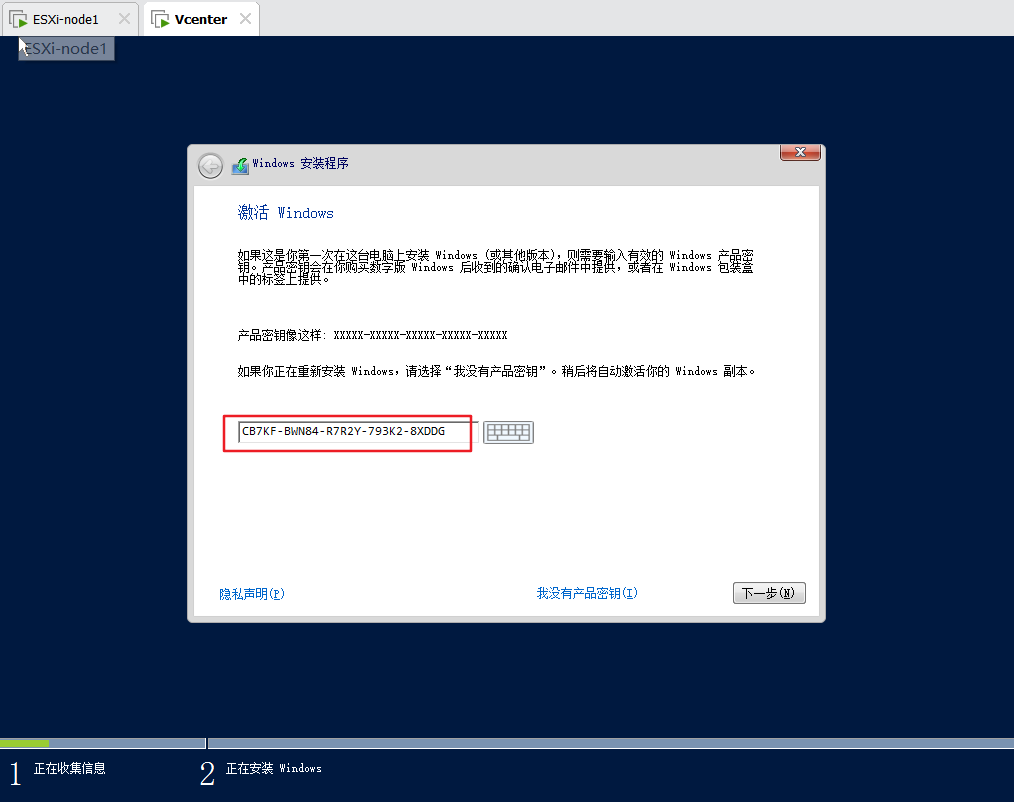 ESXi-node1
Vcenter
ESXi-node1
Windows 安装程序
激活 Windows
如果这是你第一次在这台电脑上安装 Windows (或其他版本)，则需要输入有效的 Windows 产品密
钥。产品密钥会在你购买数字版 Windows 后收到的确认电子邮件中提供，或者在 Windows 包装盒
中的标签上提供。
产品密钥像这样: XXXXX-XXXXX-XXXXX-XXXXX-XXXXX
如果你正在重新安装 Windows，请选择“我没有产品密钥”。稍后将自动激活你的 Windows 副本。
CB7KF-BWN84-R7R2Y-793K2-8XDDG
隐私声明(P)
我没有产品密钥(I)
下一步(N)
1 正在收集信息
2 正在安装 Windows